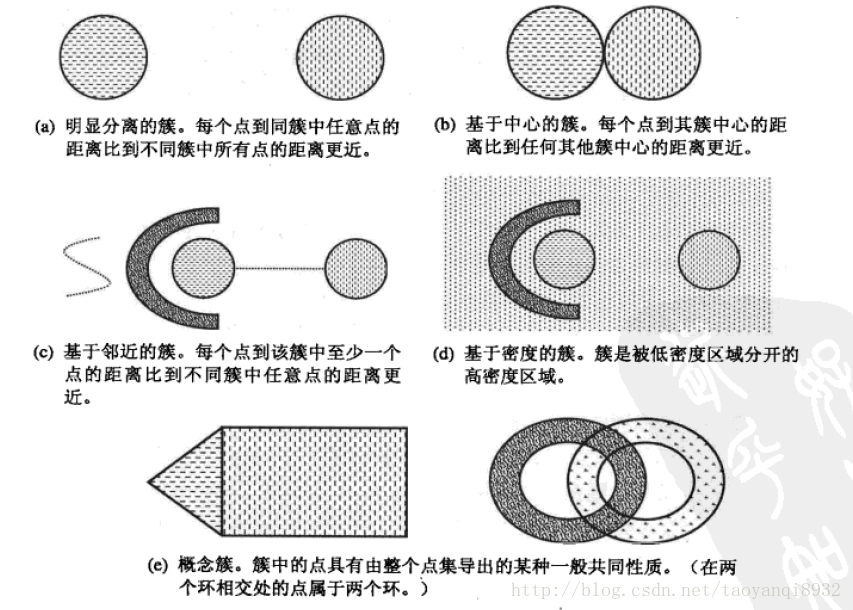 (a) 明显分离的簇。每个点到同簇中任意点的
距离比到不同簇中所有点的距离更近。
(b) 基于中心的簇。每个点到其簇中心的距
离比到任何其他簇中心的距离更近。
(c) 基于邻近的簇。每个点到该簇中至少一个
点的距离比到不同簇中任意点的距离更
近。
(d) 基于密度的簇。簇是被低密度区域分开的
高密度区域。
(e) 概念簇。簇中的点具有由整个点集导出的某种一般共同性质。（在两
个环相交处的点属于两个环。）
http://blog.csdn.net/taoyanqi8932